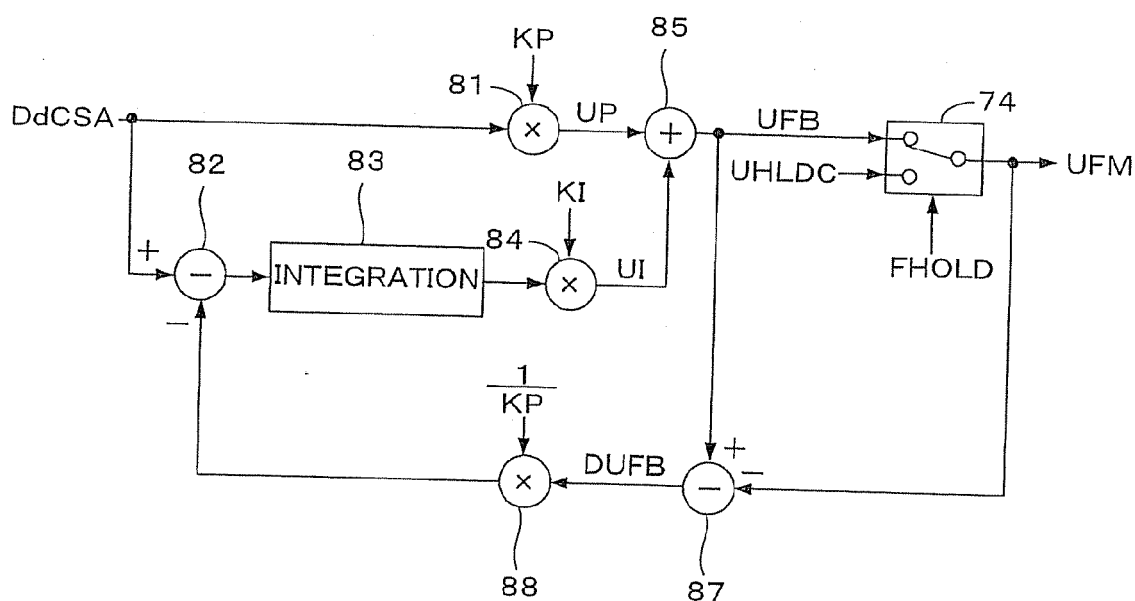 85
KP
81
74
DdCSA
UP
UFB
UFM
82
83
UHLDC
KI
84
FHOLD
INTEGRATION
UI
1
KP
DUFB
88
87